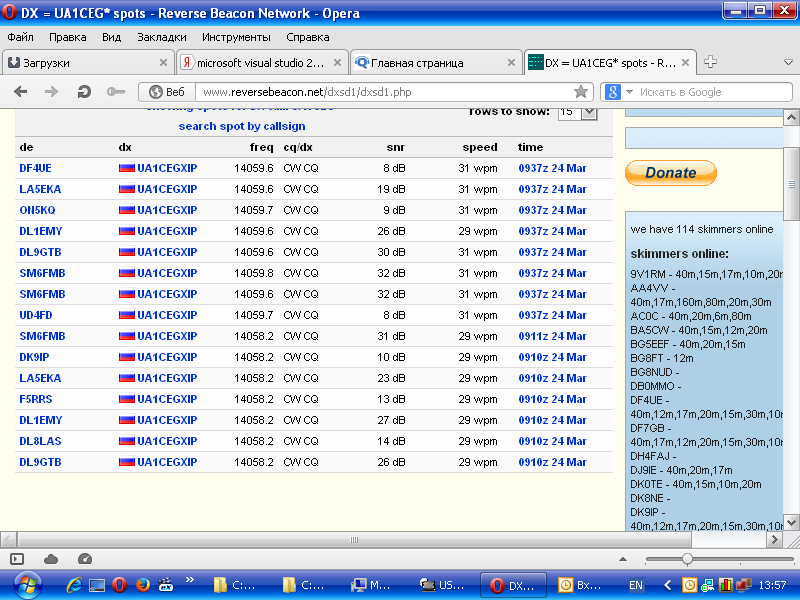 DX = UA1CEG* spots - Reverse Beacon Network - Opera
Файл Правка Вид Закладки Инструменты Справка
Загрузки microsoft visual studio 2... Главная страница DX = UA1CEG* spots - R...
Веб www.reversebeacon.net/dxsd1/dxsd1.php Искать в Google
rows to show: 15
search spot by callsign
de dx freq cq/dx snr speed time
DF4UE UA1CEGXIP 14059.6 CW CQ 8 dB 31 wpm 0937z 24 Mar
LA5EKA UA1CEGXIP 14059.6 CW CQ 19 dB 31 wpm 0937z 24 Mar
ON5KQ UA1CEGXIP 14059.7 CW CQ 9 dB 31 wpm 0937z 24 Mar
DL1EMY UA1CEGXIP 14059.6 CW CQ 26 dB 29 wpm 0937z 24 Mar
DL9GTB UA1CEGXIP 14059.6 CW CQ 30 dB 31 wpm 0937z 24 Mar
SM6FMB UA1CEGXIP 14059.8 CW CQ 32 dB 31 wpm 0937z 24 Mar
SM6FMB UA1CEGXIP 14059.6 CW CQ 32 dB 31 wpm 0937z 24 Mar
UD4FD UA1CEGXIP 14059.7 CW CQ 8 dB 31 wpm 0937z 24 Mar
SM6FMB UA1CEGXIP 14058.2 CW CQ 31 dB 29 wpm 0911z 24 Mar
DK9IP UA1CEGXIP 14058.2 CW CQ 10 dB 29 wpm 0910z 24 Mar
LA5EKA UA1CEGXIP 14058.2 CW CQ 23 dB 29 wpm 0910z 24 Mar
F5RRS UA1CEGXIP 14058.2 CW CQ 13 dB 29 wpm 0910z 24 Mar
DL1EMY UA1CEGXIP 14058.2 CW CQ 27 dB 29 wpm 0910z 24 Mar
DL8LAS UA1CEGXIP 14058.2 CW CQ 14 dB 29 wpm 0910z 24 Mar
DL9GTB UA1CEGXIP 14058.2 CW CQ 26 dB 29 wpm 0910z 24 Mar
Donate
we have 114 skimmers online
skimmers online:
9V1RM - 40m,15m,17m,10m,20m
AA4VV -
40m,17m,160m,80m,20m,30m
AC0C - 40m,20m,6m,80m
BA5CW - 40m,15m,12m,20m
BG5EEF - 40m,20m,15m
BG8FT - 12m
BG8NUD -
DB0MMO -
DF4UE -
40m,12m,17m,20m,15m,30m,10m
DF7GB -
40m,17m,12m,20m,15m,30m,10m
DH4FAJ -
DJ9IE - 40m,20m,17m
DK0TE - 40m,15m,10m,20m
DK8NE -
DK9IP -
40m,12m,17m,20m,15m,30m,10m
C:... C:... M... US... DX... Вх... EN 13:57